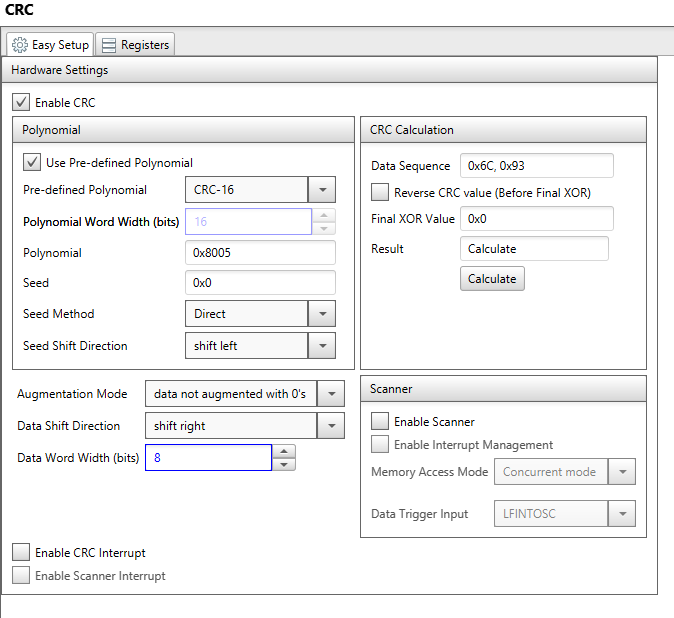 CRC
Easy Setup
Registers
Hardware Settings
Enable CRC
Polynomial
Use Pre-defined Polynomial
Pre-defined Polynomial CRC-16
Polynomial Word Width (bits) 16
Polynomial 0x8005
Seed 0x0
Seed Method Direct
Seed Shift Direction shift left
CRC Calculation
Data Sequence 0x6C, 0x93
Reverse CRC value (Before Final XOR)
Final XOR Value 0x0
Result Calculate
Calculate
Augmentation Mode data not augmented with 0's
Data Shift Direction shift right
Data Word Width (bits) 8
Scanner
Enable Scanner
Enable Interrupt Management
Memory Access Mode Concurrent mode
Data Trigger Input LFINTOSC
Enable CRC Interrupt
Enable Scanner Interrupt